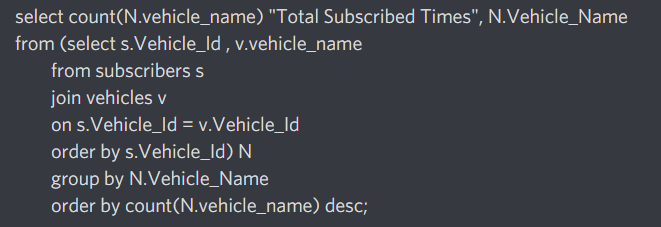 select count(N.vehicle_name) "Total Subscribed Times", N.Vehicle_Name
from (select s.Vehicle_Id , v.vehicle_name
from subscribers s
join vehicles v
on s.Vehicle_Id = v.Vehicle_Id
order by s.Vehicle_Id) N
group by N.Vehicle_Name
order by count(N.vehicle_name) desc;